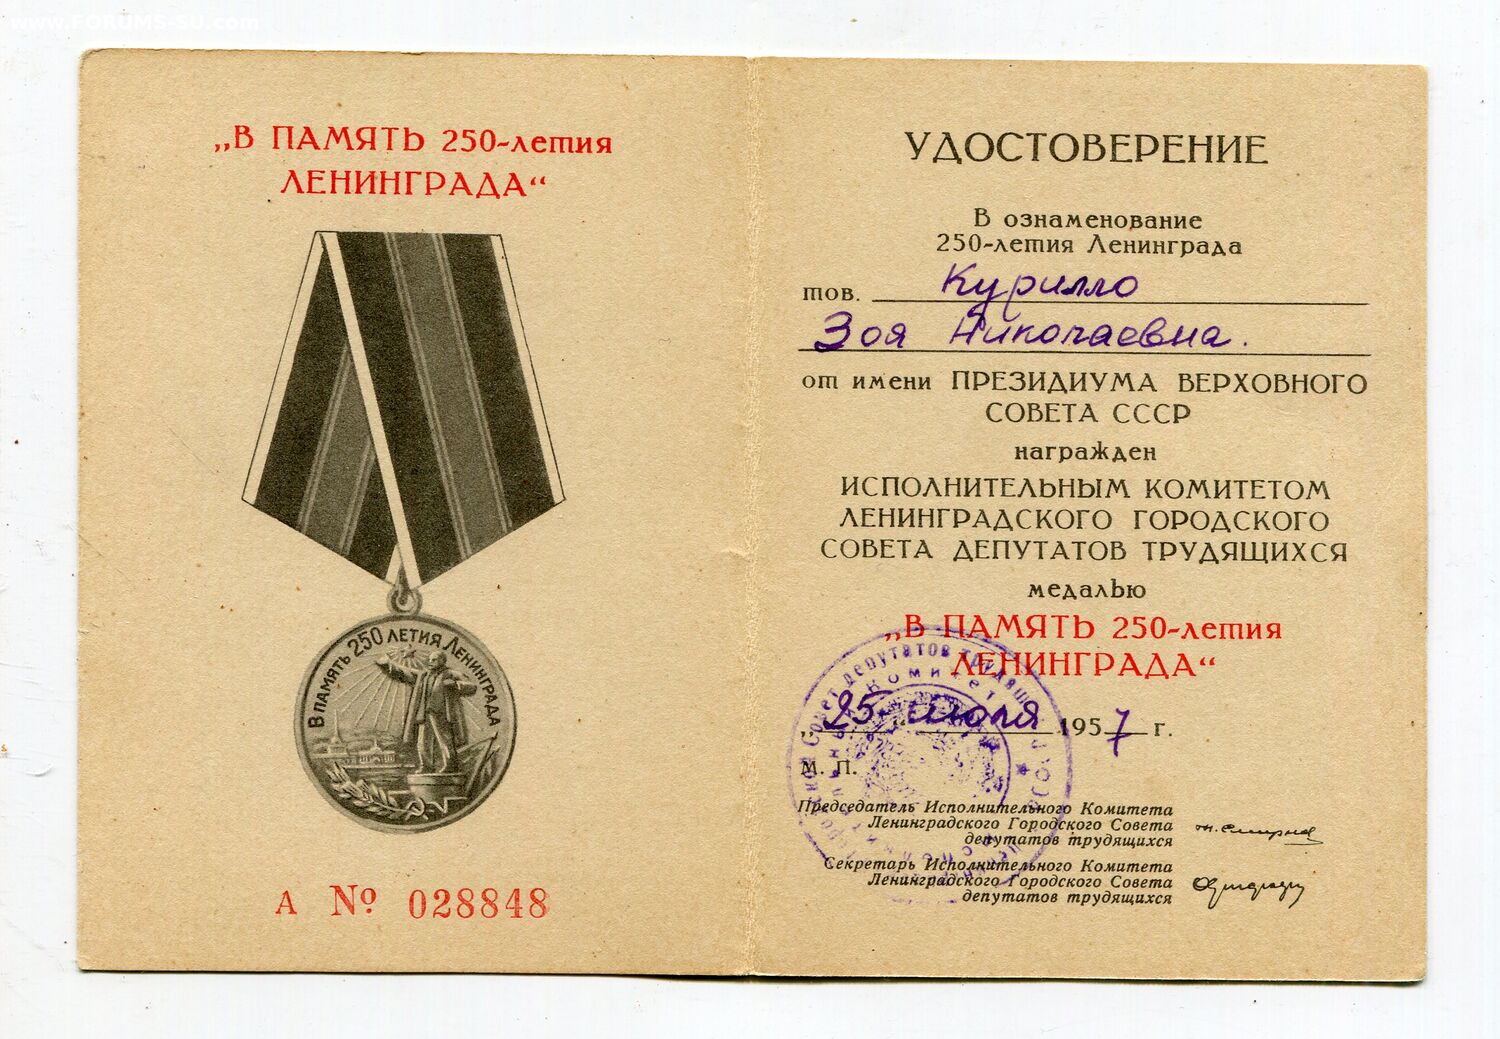 www.FORUMS-SU.com
„В ПАМЯТЬ 250-летия
ЛЕНИНГРАДА“
В ПАМЯТЬ 250 ЛЕТИЯ ЛЕНИНГРАДА
А № 028848
УДОСТОВЕРЕНИЕ
В ознаменование
250-летия Ленинграда
тов. Курилло
Зоя Николаевна.
от имени ПРЕЗИДИУМА ВЕРХОВНОГО
СОВЕТА СССР
награжден
ИСПОЛНИТЕЛЬНЫМ КОМИТЕТОМ
ЛЕНИНГРАДСКОГО ГОРОДСКОГО
СОВЕТА ДЕПУТАТОВ ТРУДЯЩИХСЯ
медалью
„В ПАМЯТЬ 250-летия
ЛЕНИНГРАДА“
„25“ июля 1957 г.
М. П.
Председатель Исполнительного Комитета
Ленинградского Городского Совета
депутатов трудящихся
Секретарь Исполнительного Комитета
Ленинградского Городского Совета
депутатов трудящихся